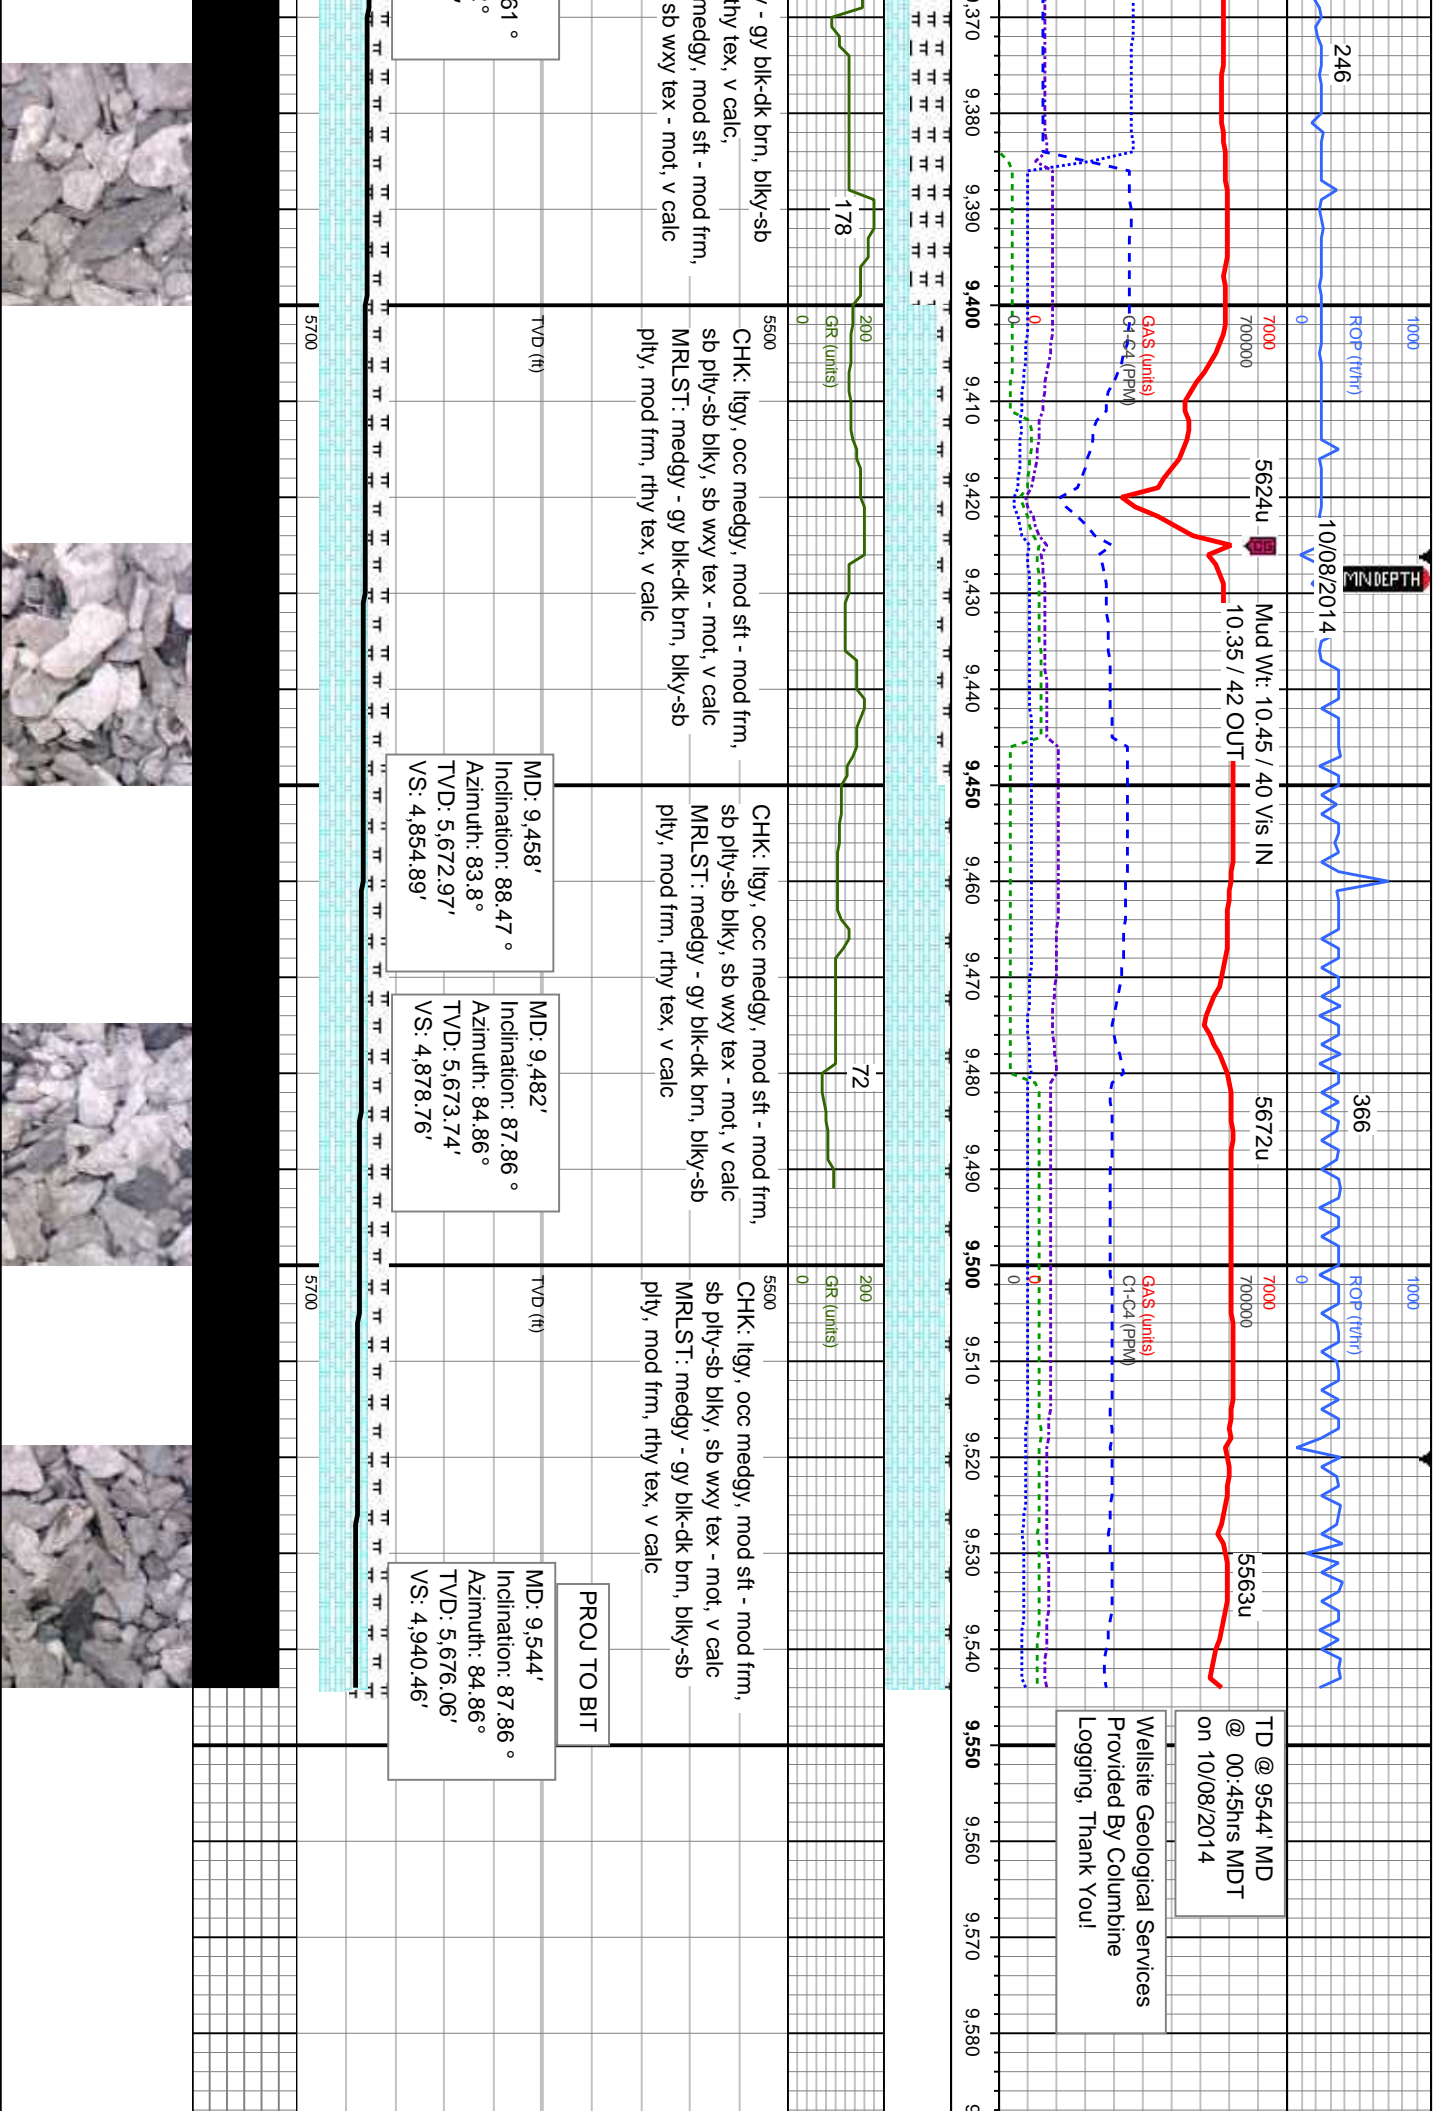 246
5624u
10/08/2014
MNDEPTH
CG
Mud Wt: 10.45 / 40 Vis IN
10.35 / 42 OUT
366
5672u
5563u
1000
ROP (ft/hr)
0
7000
700000
GAS (units)
C1-C4 (PPM)
0
0
1000
ROP (ft/hr)
0
7000
700000
GAS (units)
C1-C4 (PPM)
0
0
TD @ 9544' MD
@ 00:45hrs MDT
on 10/08/2014
Wellsite Geological Services
Provided By Columbine
Logging, Thank You!
9,370
9,380
9,390
9,400
9,410
9,420
9,430
9,440
9,450
9,460
9,470
9,480
9,490
9,500
9,510
9,520
9,530
9,540
9,550
9,560
9,570
9,580
178
72
200
GR (units)
0
200
GR (units)
0
- gy blk-dk brn, blky-sb
thy tex, v calc,
medgy, mod sft - mod frm,
sb wxy tex - mot, v calc
5500
CHK: ltgy, occ medgy, mod sft - mod frm,
sb plty-sb blky, sb wxy tex - mot, v calc
MRLST: medgy - gy blk-dk brn, blky-sb
plty, mod frm, rthy tex, v calc
CHK: ltgy, occ medgy, mod sft - mod frm,
sb plty-sb blky, sb wxy tex - mot, v calc
MRLST: medgy - gy blk-dk brn, blky-sb
plty, mod frm, rthy tex, v calc
5500
CHK: ltgy, occ medgy, mod sft - mod frm,
sb plty-sb blky, sb wxy tex - mot, v calc
MRLST: medgy - gy blk-dk brn, blky-sb
plty, mod frm, rthy tex, v calc
TVD (ft)
5700
TVD (ft)
5700
61 °
MD: 9,458'
Inclination: 88.47 °
Azimuth: 83.8°
TVD: 5,672.97'
VS: 4,854.89'
MD: 9,482'
Inclination: 87.86 °
Azimuth: 84.86°
TVD: 5,673.74'
VS: 4,878.76'
PROJ TO BIT
MD: 9,544'
Inclination: 87.86 °
Azimuth: 84.86°
TVD: 5,676.06'
VS: 4,940.46'